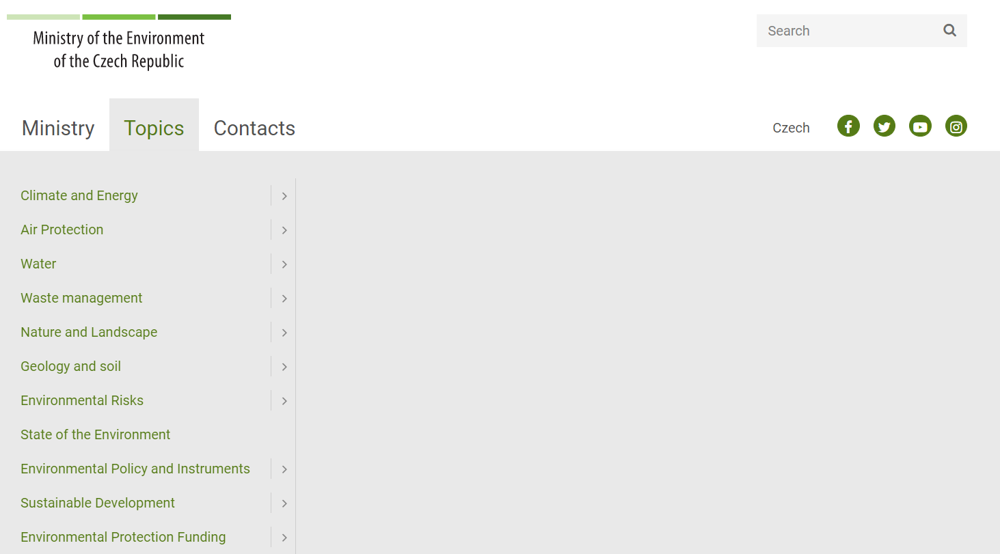 Ministry of the Environment
of the Czech Republic
Search
Ministry
Topics
Contacts
Czech
Climate and Energy
Air Protection
Water
Waste management
Nature and Landscape
Geology and soil
Environmental Risks
State of the Environment
Environmental Policy and Instruments
Sustainable Development
Environmental Protection Funding